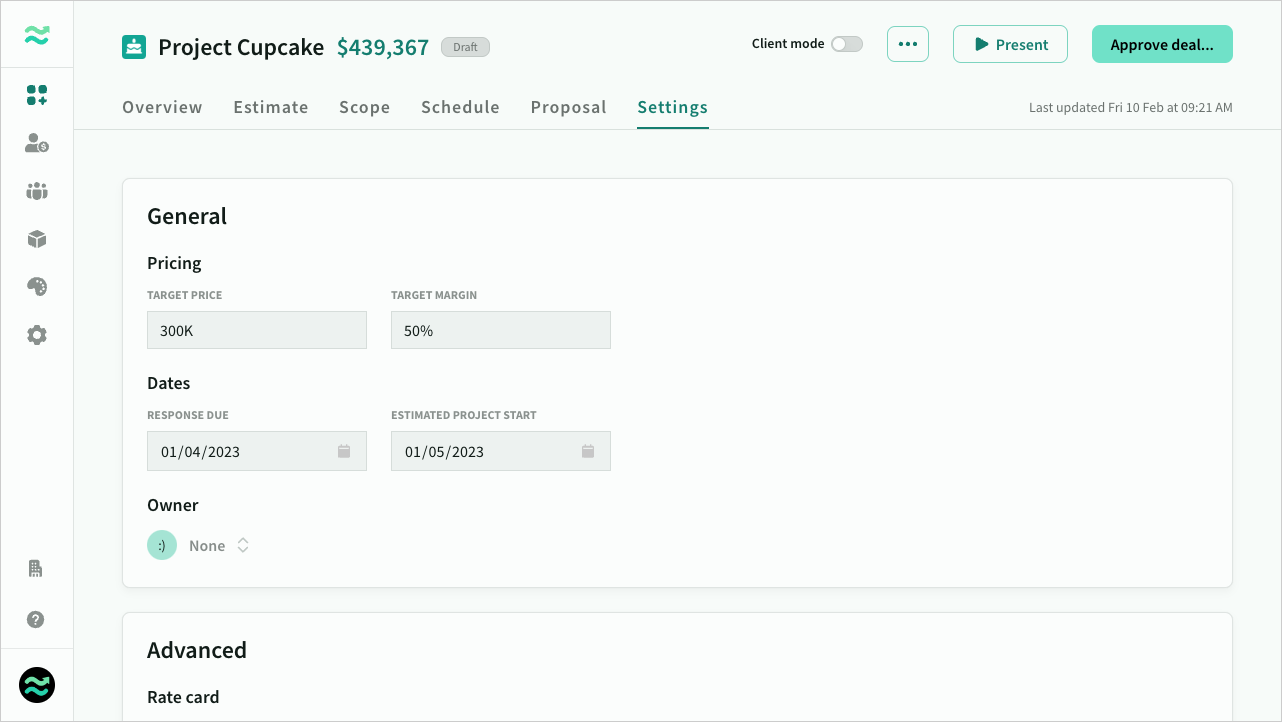 Project Cupcake $439,367 Draft Client mode Present Approve deal...
Overview Estimate Scope Schedule Proposal Settings Last updated Fri 10 Feb at 09:21 AM
General
Pricing
TARGET PRICE TARGET MARGIN
300K 50%
Dates
RESPONSE DUE ESTIMATED PROJECT START
01/04/2023 01/05/2023
Owner
:) None
Advanced
Rate card